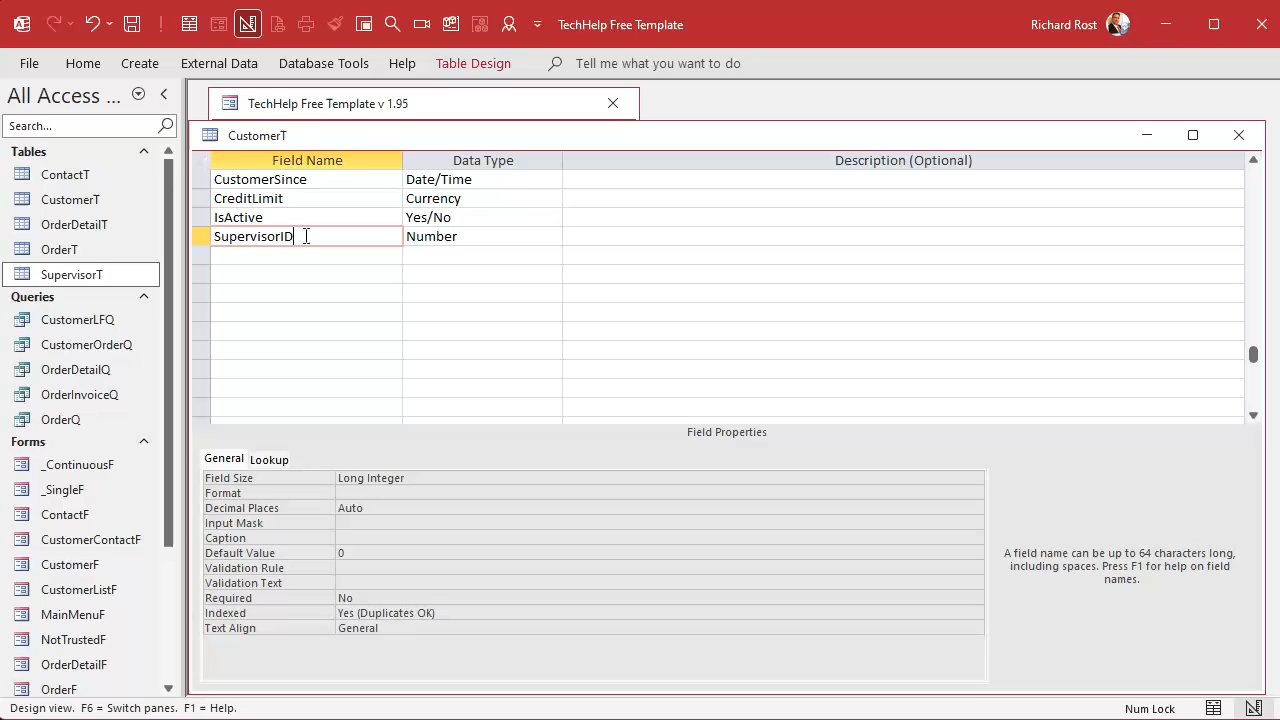 TechHelp Free Template
Richard Rost
File Home Create External Data Database Tools Help Table Design Tell me what you want to do
All Access ...
Search...
Tables
ContactT
CustomerT
OrderDetailT
OrderT
SupervisorT
Queries
CustomerLFQ
CustomerOrderQ
OrderDetailQ
OrderInvoiceQ
OrderQ
Forms
_ContinuousF
_SingleF
ContactF
CustomerContactF
CustomerF
CustomerListF
MainMenuF
NotTrustedF
OrderDetailF
OrderF
TechHelp Free Template v 1.95
CustomerT
Field Name Data Type Description (Optional)
CustomerSince Date/Time
CreditLimit Currency
IsActive Yes/No
SupervisorID Number
Field Properties
General Lookup
Field Size Long Integer
Format
Decimal Places Auto
Input Mask
Caption
Default Value 0
Validation Rule
Validation Text
Required No
Indexed Yes (Duplicates OK)
Text Align General
A field name can be up to 64 characters long,
including spaces. Press F1 for help on field
names.
Design view. F6 = Switch panes. F1 = Help.
Num Lock